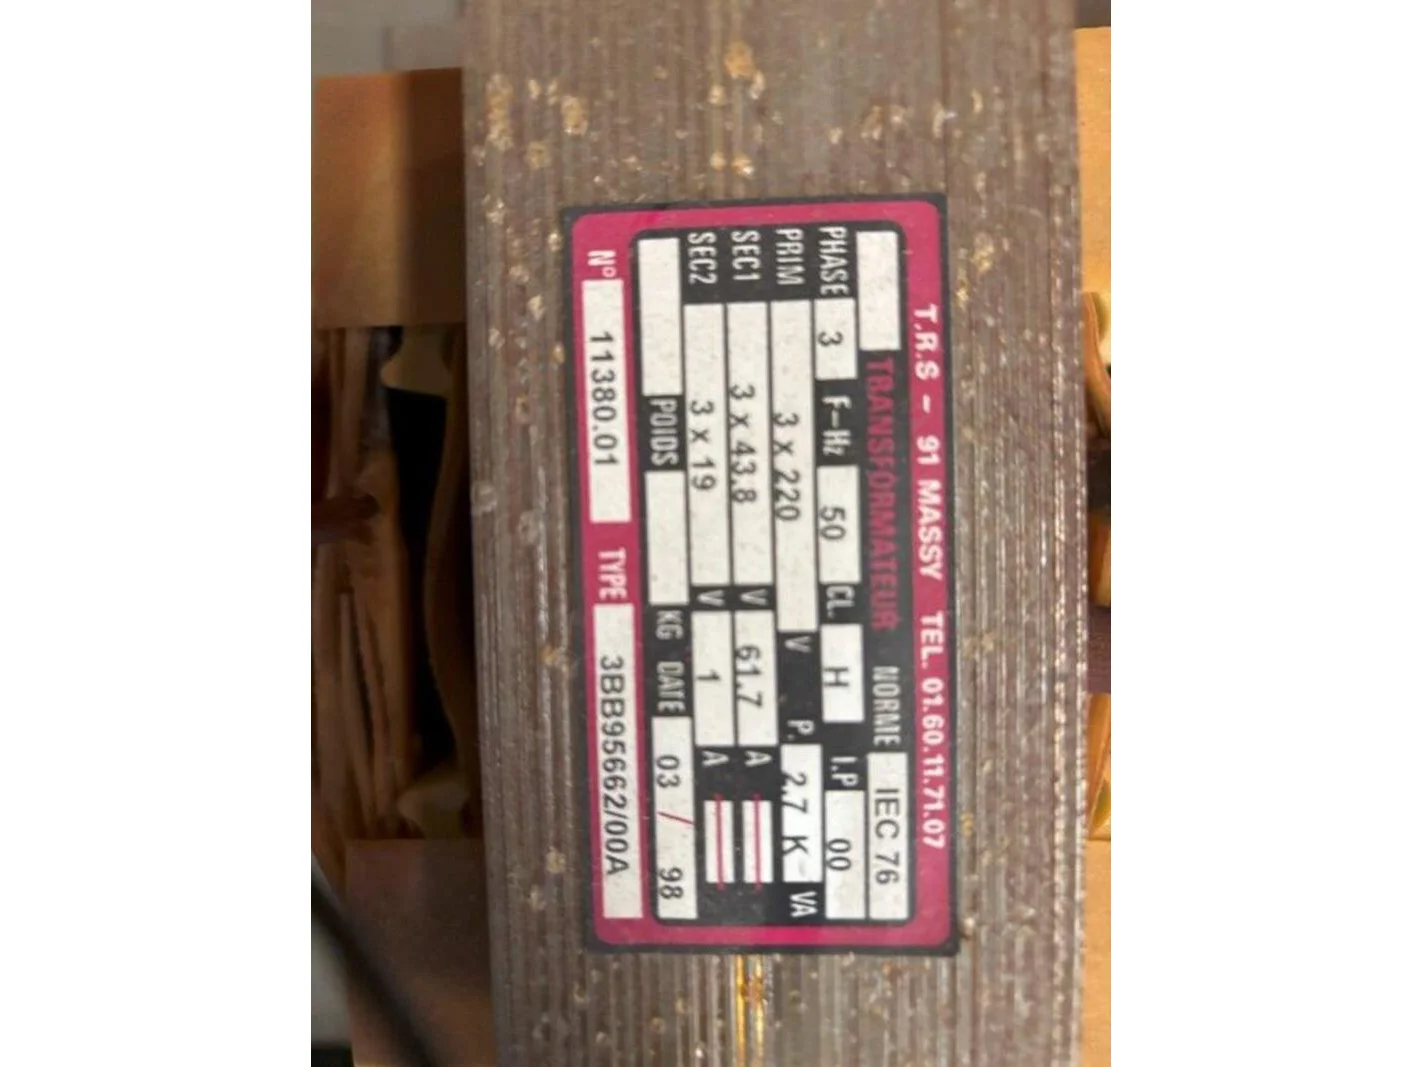 T.R.S - 91 MASSY TEL. 01.60.11.71.07
TRANSFORMATEUR NORME IEC 76
PHASE 3 F-Hz 50 CL. H I.P 00
PRIM 3 x 220 V P. 2,7 K VA
SEC1 3 x 43,8 V 61,7 A
SEC2 3 x 19 V 1 A
POIDS KG DATE 03 / 98
N° 11380.01 TYPE 3BB95662/00A